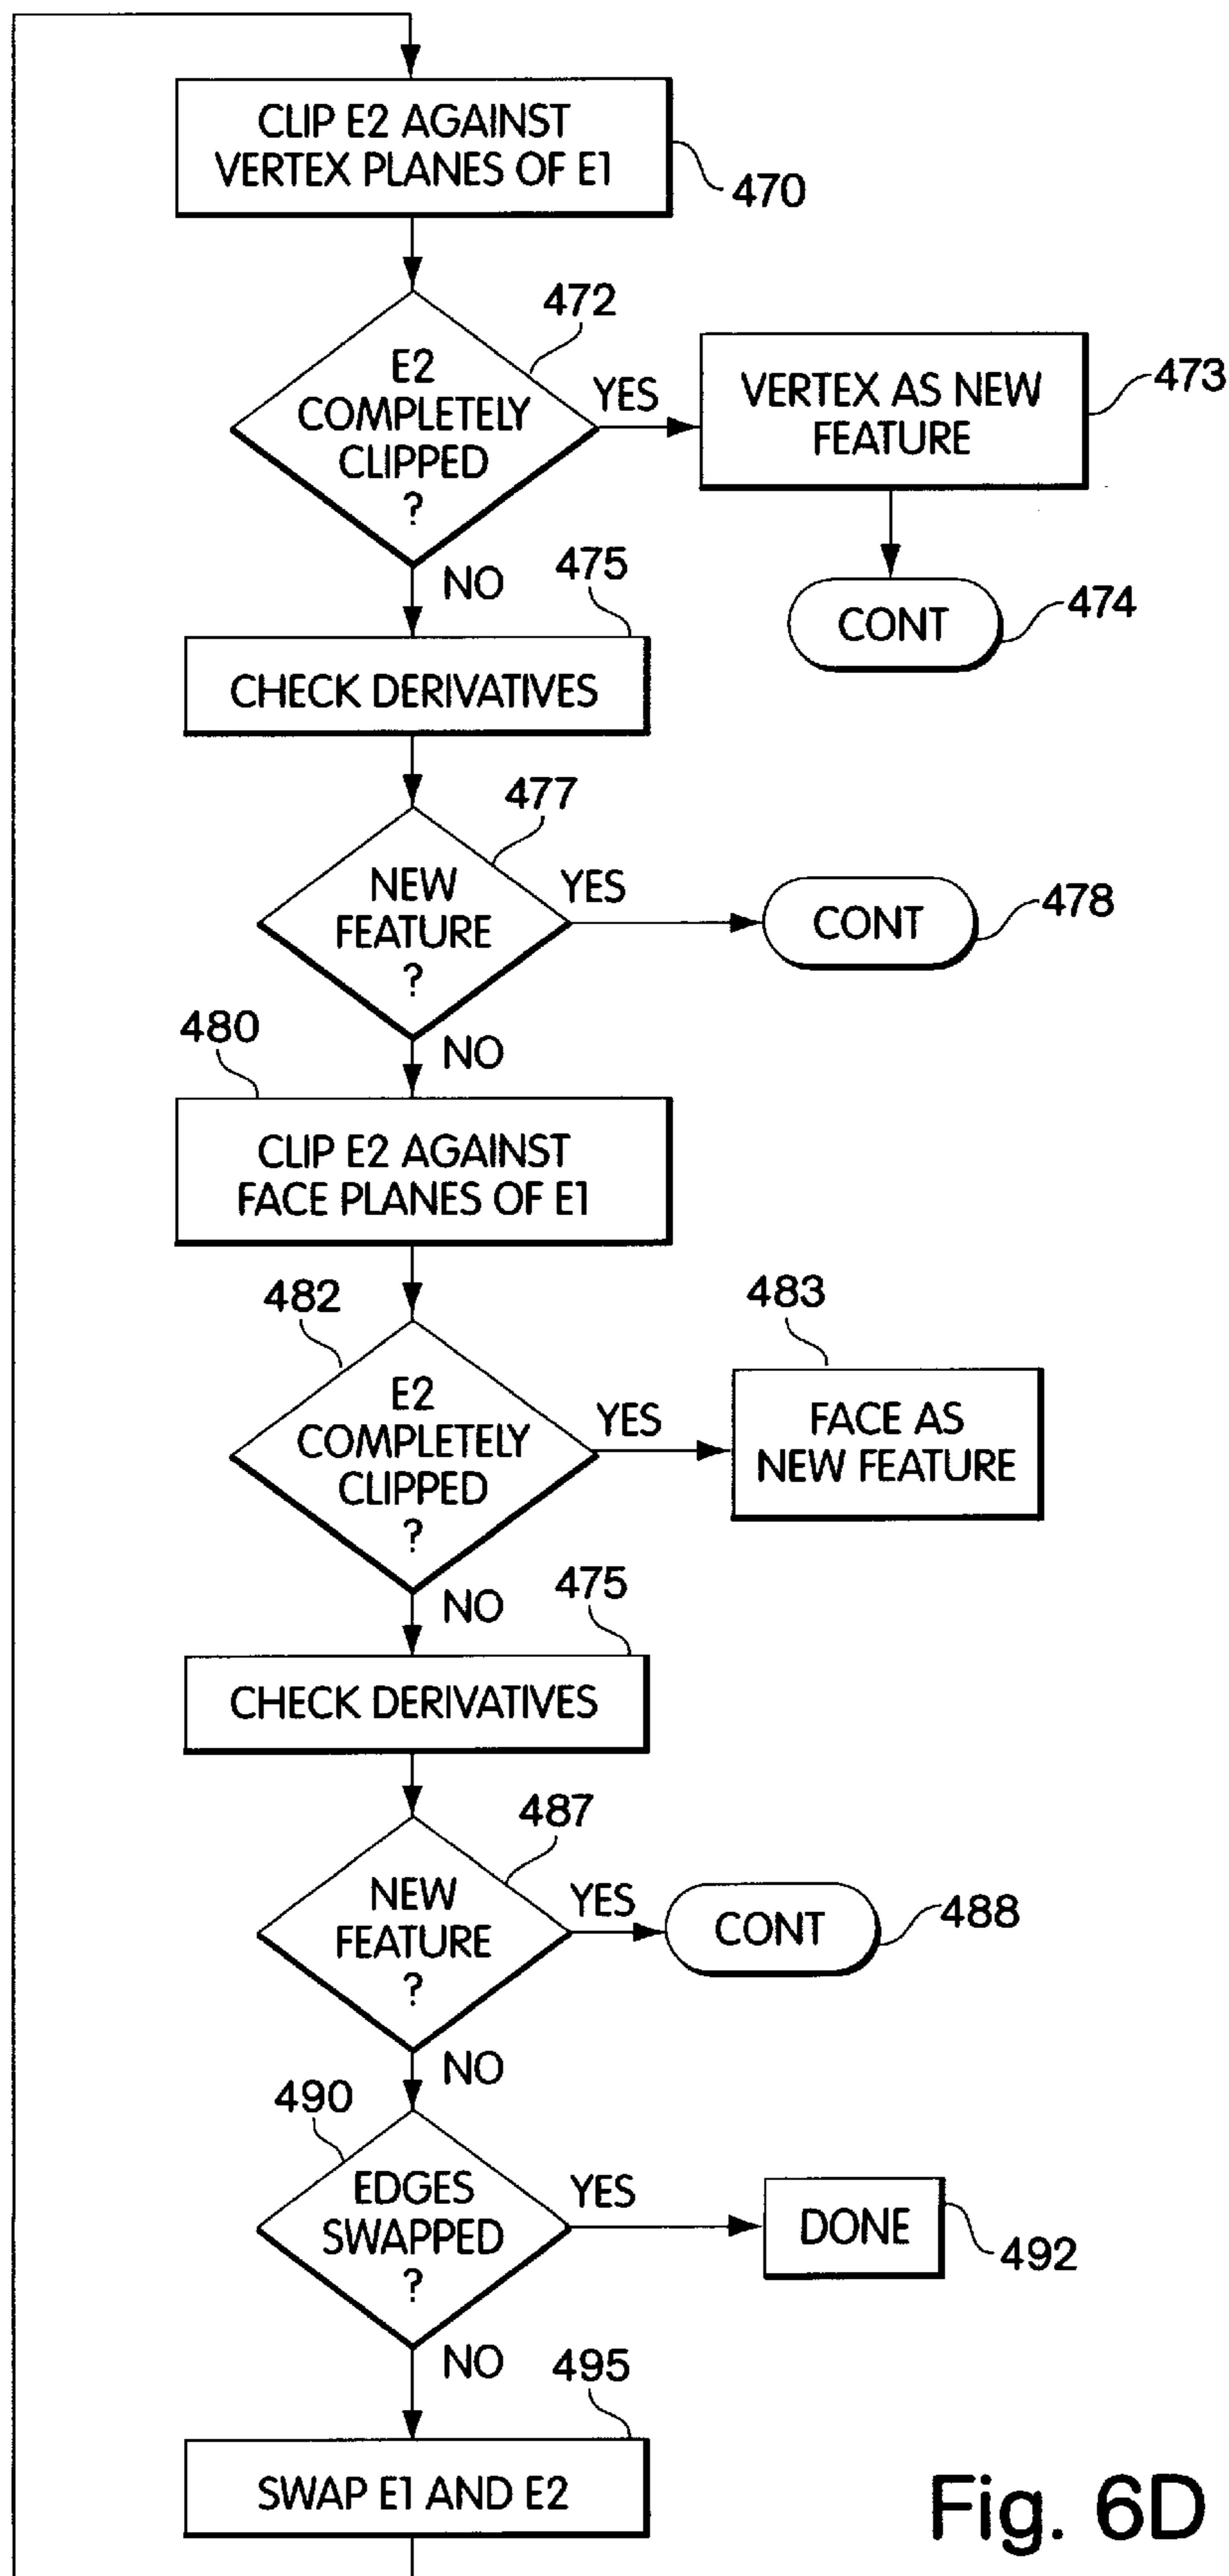 CLIP E2 AGAINST
VERTEX PLANES OF E1
470
472
E2
COMPLETELY
CLIPPED
?
YES
VERTEX AS NEW
FEATURE
473
NO
CONT
474
475
CHECK DERIVATIVES
477
NEW
FEATURE
?
YES
CONT
478
NO
480
CLIP E2 AGAINST
FACE PLANES OF E1
482
E2
COMPLETELY
CLIPPED
?
YES
483
FACE AS
NEW FEATURE
NO
475
CHECK DERIVATIVES
487
NEW
FEATURE
?
YES
CONT
488
NO
490
EDGES
SWAPPED
?
YES
DONE
492
NO
495
SWAP E1 AND E2
Fig. 6D